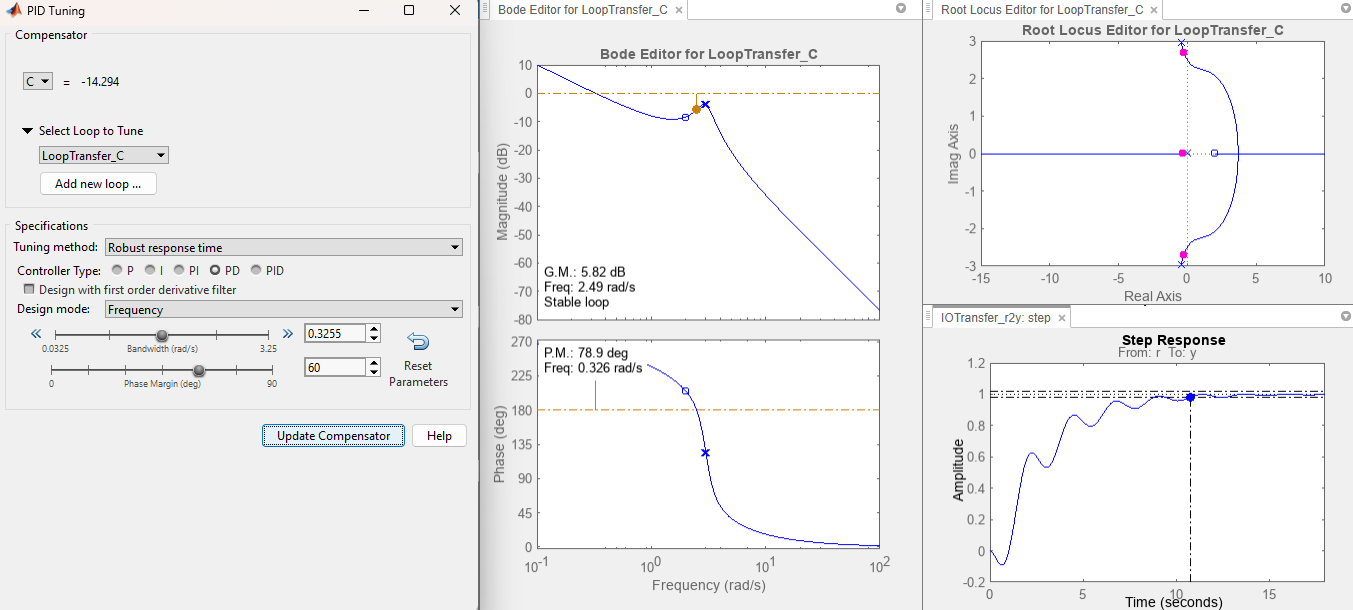 PID Tuning
Compensator
C = -14.294
Select Loop to Tune
LoopTransfer_C
Add new loop ...
Specifications
Tuning method: Robust response time
Controller Type: P I PI PD PID
Design with first order derivative filter
Design mode: Frequency
0.3255
0.0325 Bandwidth (rad/s) 3.25
60
0 Phase Margin (deg) 90
Reset
Parameters
Update Compensator Help
Bode Editor for LoopTransfer_C
Bode Editor for LoopTransfer_C
10
0
-10
-20
-30
-40
-50
-60
-70
-80
Magnitude (dB)
G.M.: 5.82 dB
Freq: 2.49 rad/s
Stable loop
270
225
180
135
90
45
0
Phase (deg)
P.M.: 78.9 deg
Freq: 0.326 rad/s
10-1 100 101 102
Frequency (rad/s)
Root Locus Editor for LoopTransfer_C
Root Locus Editor for LoopTransfer_C
3
2
1
0
-1
-2
-3
Imag Axis
-15 -10 -5 0 5 10
Real Axis
IOTransfer_r2y: step
Step Response
From: r To: y
1.2
1
0.8
0.6
0.4
0.2
0
-0.2
Amplitude
0 5 10 15
Time (seconds)